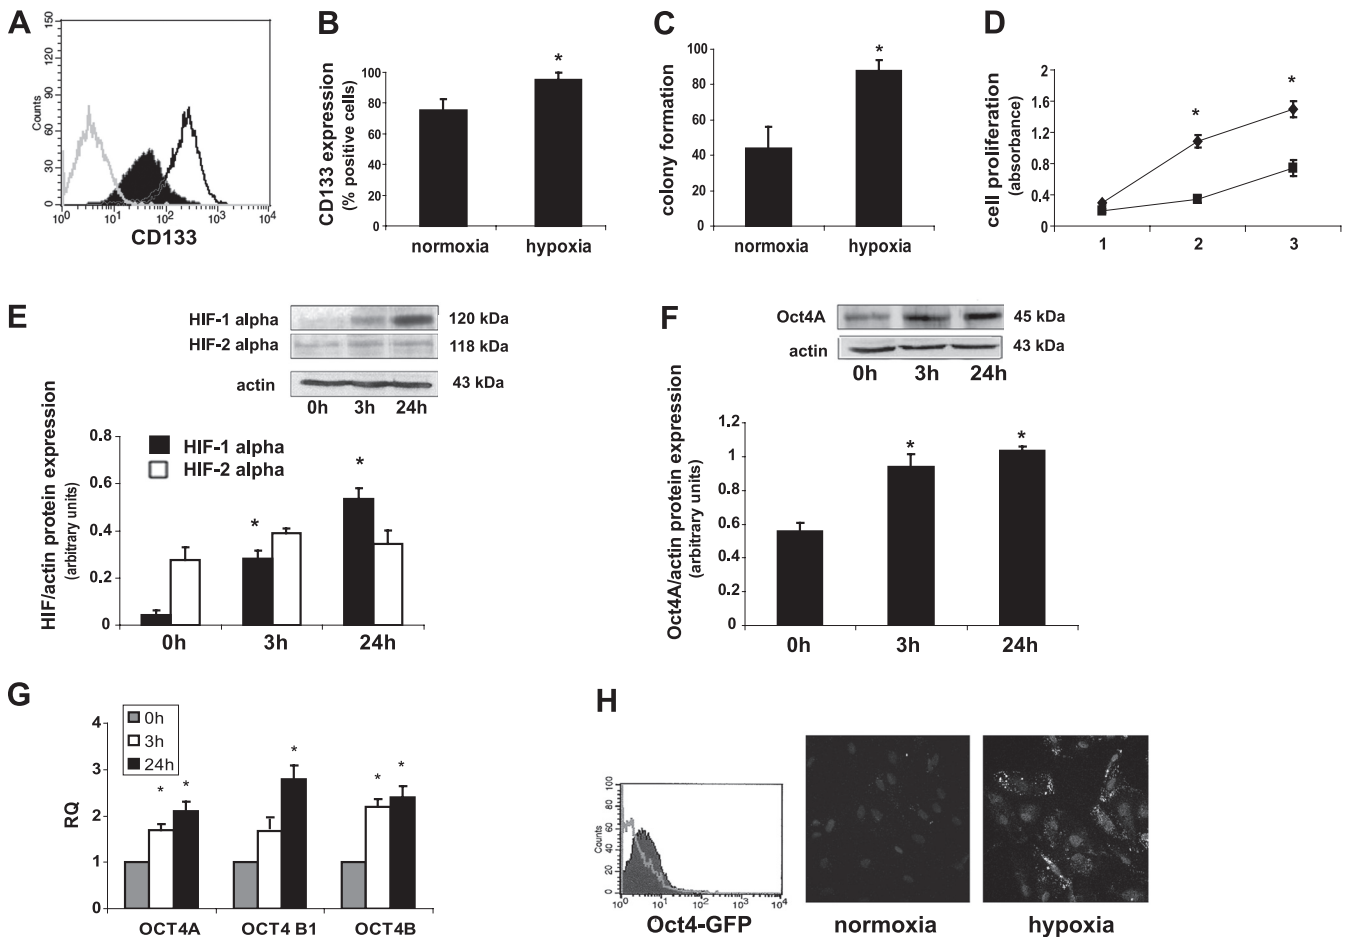 A
150
120
90
60
30
0
Counts
10^0 10^1 10^2 10^3 10^4
CD133
B
CD133 expression
(% positive cells)
100
80
60
40
20
0
*
normoxia hypoxia
C
colony formation
100
80
60
40
20
0
*
normoxia hypoxia
D
cell proliferation
(absorbance)
2
1.6
1.2
0.8
0.4
0
* *
1 2 3
E
HIF-1 alpha 120 kDa
HIF-2 alpha 118 kDa
actin 43 kDa
0h 3h 24h
HIF/actin protein expression
(arbitrary units)
0.8
0.6
0.4
0.2
0
HIF-1 alpha
HIF-2 alpha
* *
0h 3h 24h
F
Oct4A 45 kDa
actin 43 kDa
0h 3h 24h
Oct4A/actin protein expression
(arbitrary units)
1.2
1
0.8
0.6
0.4
0.2
0
* *
0h 3h 24h
G
RQ
4
3
2
1
0
0h
3h
24h
* * * * *
OCT4A OCT4 B1 OCT4B
H
Counts
100
80
60
40
20
0
10^0 10^1 10^2 10^3 10^4
Oct4-GFP
normoxia
hypoxia